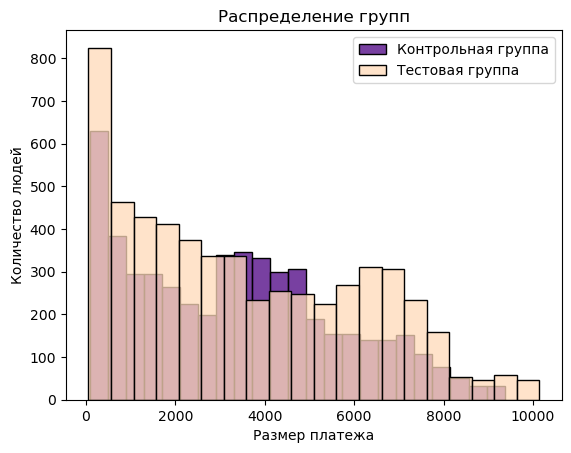 Распределение групп
Контрольная группа
Тестовая группа
Количество людей
800
700
600
500
400
300
200
100
0
0 2000 4000 6000 8000 10000
Размер платежа